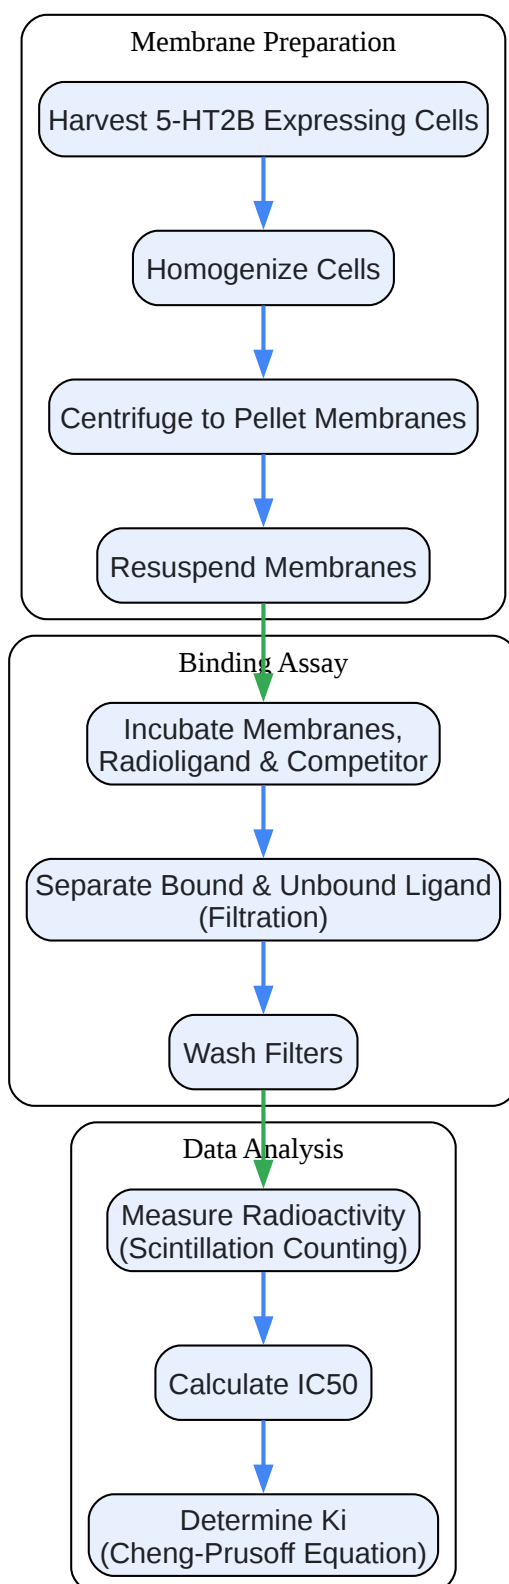 Membrane Preparation
Harvest 5-HT2B Expressing Cells
Homogenize Cells
Centrifuge to Pellet Membranes
Resuspend Membranes
Binding Assay
Incubate Membranes,
Radioligand & Competitor
Separate Bound & Unbound Ligand
(Filtration)
Wash Filters
Data Analysis
Measure Radioactivity
(Scintillation Counting)
Calculate IC50
Determine Ki
(Cheng-Prusoff Equation)